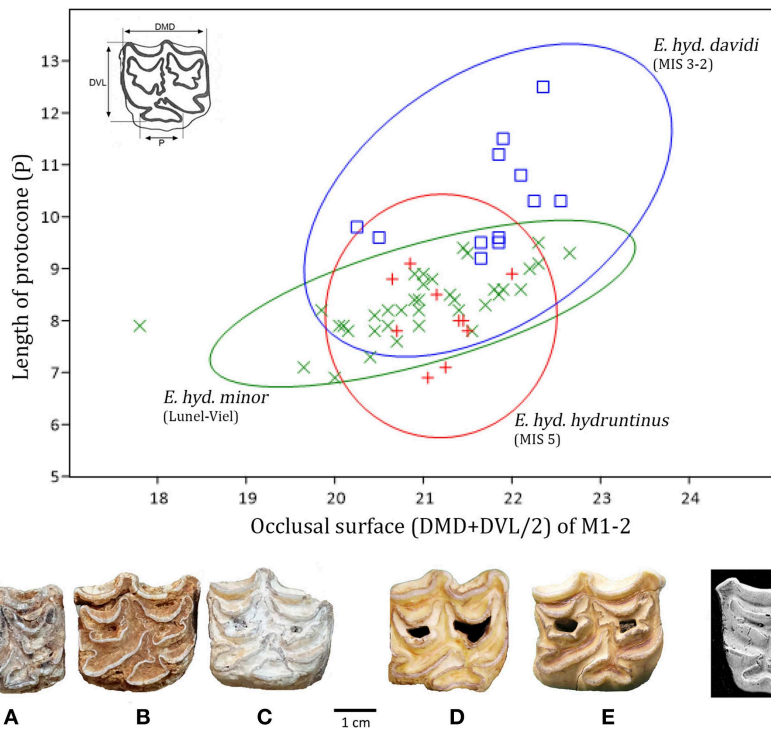 DMD
DVL
P
E. hyd. davidi
(MIS 3-2)
13
12
11
10
9
8
7
6
5
Length of protocone (P)
E. hyd. minor
(Lunel-Viel)
E. hyd. hydruntinus
(MIS 5)
18 19 20 21 22 23 24
Occlusal surface (DMD+DVL/2) of M1-2
A B C D E
1 cm